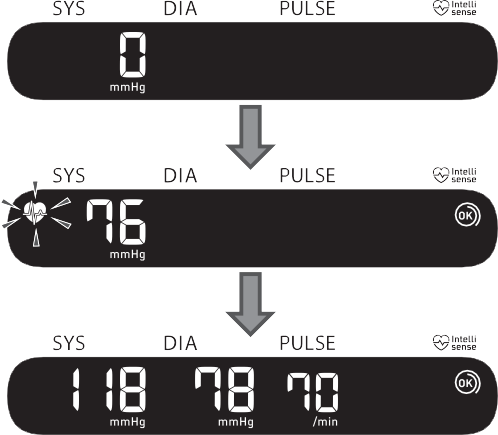 SYS DIA PULSE Intelli sense
0
mmHg
SYS DIA PULSE Intelli sense
76 OK
mmHg
SYS DIA PULSE Intelli sense
118 78 70 OK
mmHg mmHg /min